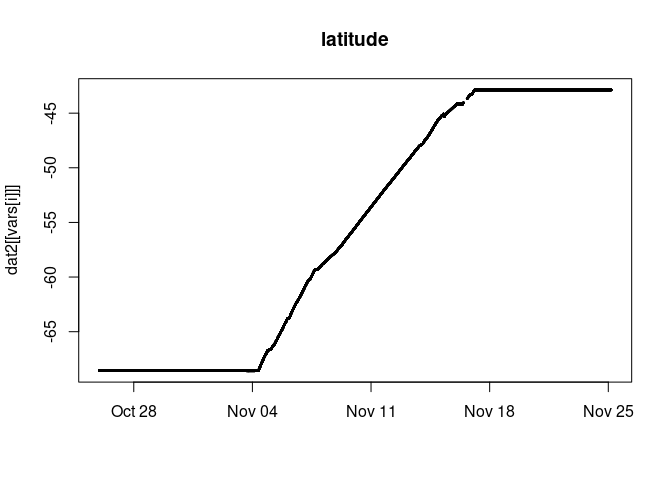 latitude
dat2[[vars[i]]]
-45
-50
-55
-60
-65
Oct 28
Nov 04
Nov 11
Nov 18
Nov 25